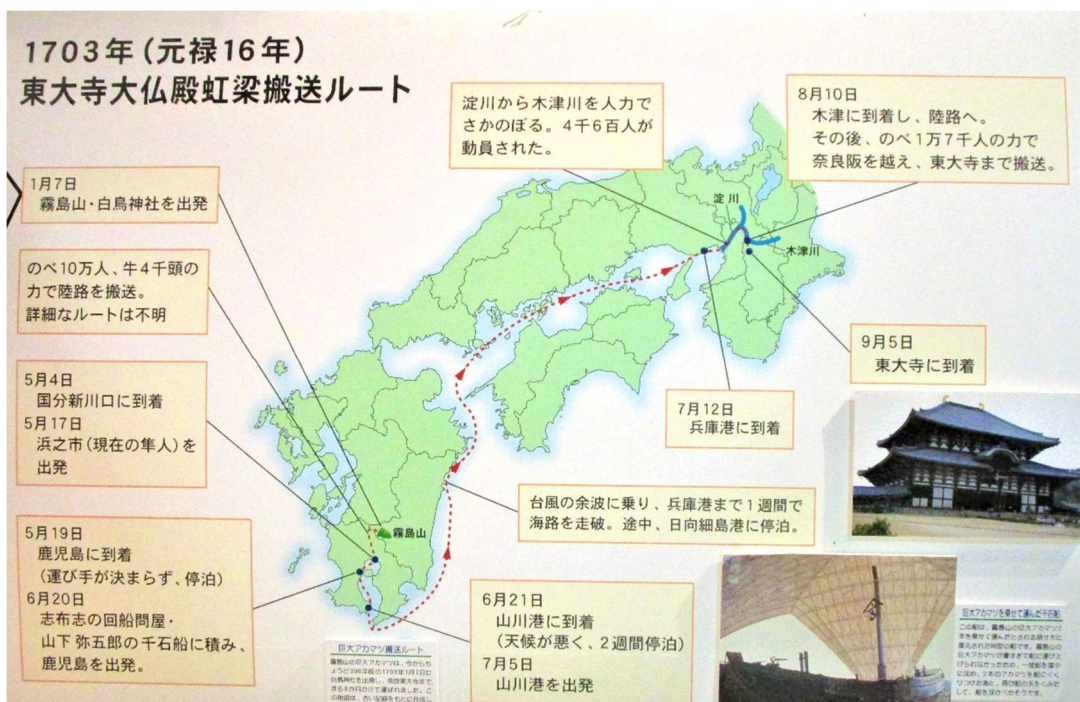 1703年(元禄16年)
東大寺大仏殿虹梁搬送ルート
1月7日
霧島山・白鳥神社を出発
のべ10万人、牛4千頭の
力で陸路を搬送。
詳細なルートは不明
5月4日
国分新川口に到着
5月17日
浜之市(現在の隼人)を
出発
5月19日
鹿児島に到着
(運び手が決まらず、停泊)
6月20日
志布志の回船問屋・
山下 弥五郎の千石船に積み、
鹿児島を出発。
6月21日
山川港に到着
(天候が悪く、2週間停泊)
7月5日
山川港を出発
台風の余波に乗り、兵庫港まで1週間で
海路を走破。途中、日向細島港に停泊。
7月12日
兵庫港に到着
淀川から木津川を人力で
さかのぼる。4千6百人が
動員された。
8月10日
木津に到着し、陸路へ。
その後、のべ1万7千人の力で
奈良阪を越え、東大寺まで搬送。
9月5日
東大寺に到着
淀川
木津川
霧島山
巨大アカマツ搬送ルート
巨大アカマツを乗せて運んだ千石船